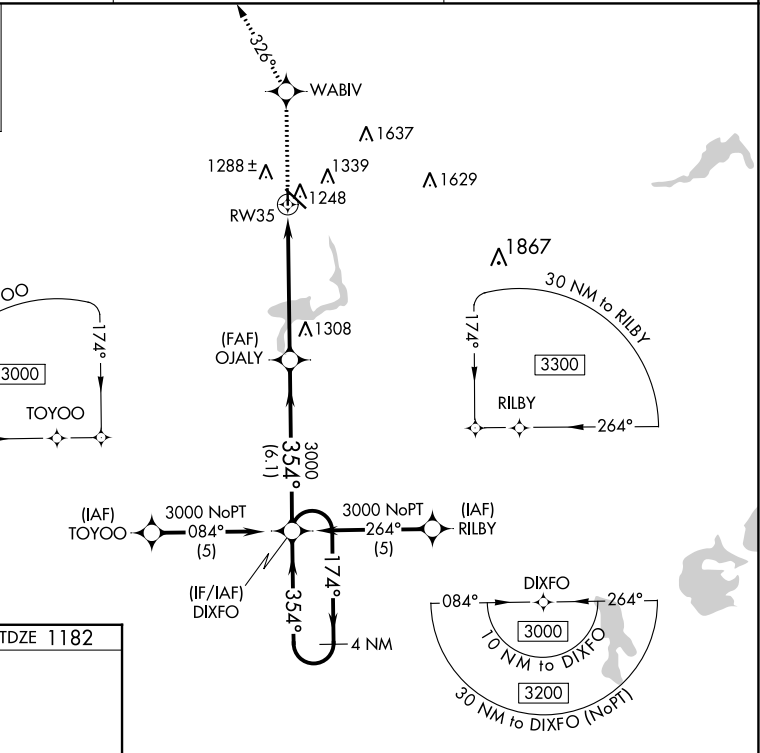 326°
WABIV
1637
1288 ±
1339
1629
1248
RW35
1867
OO
30 NM to RILBY
174°
174°
1308
(FAF)
OJALY
3000
3300
TOYOO
RILBY
264°
3000
354°
(6.1)
(IAF)
TOYOO
3000 NoPT
084°
(5)
3000 NoPT
264°
(5)
(IAF)
RILBY
(IF/IAF)
DIXFO
354°
174°
4 NM
DIXFO
084°
264°
3000
10 NM to DIXFO
3200
30 NM to DIXFO (NoPT)
TDZE 1182